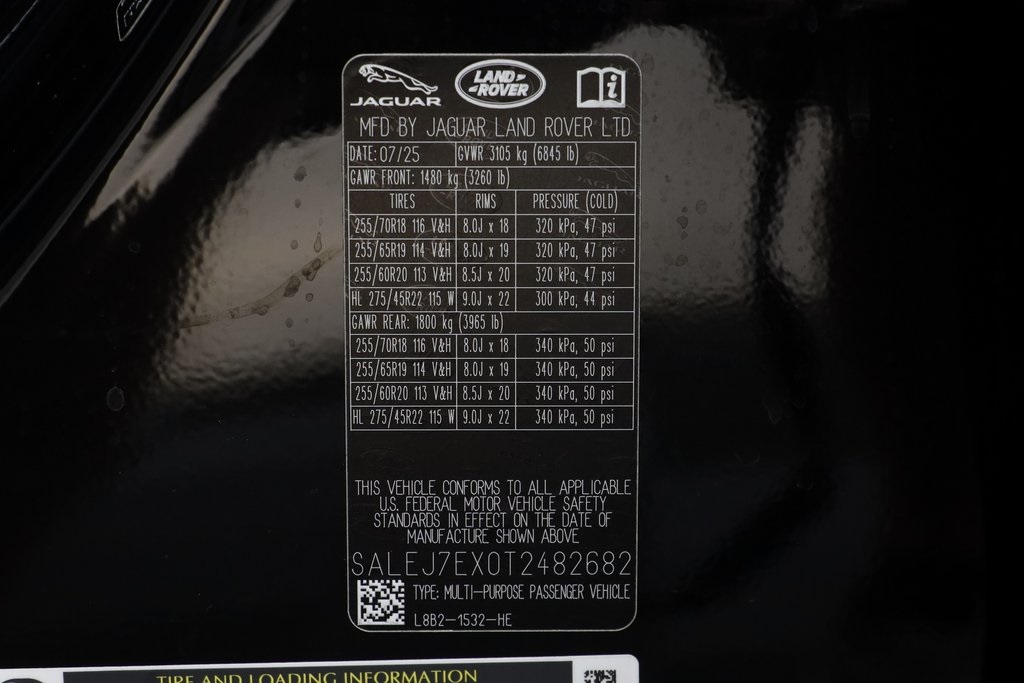 JAGUAR
LAND
ROVER
i
MFD BY JAGUAR LAND ROVER LTD
DATE: 07/25 GVWR 3105 kg (6845 lb)
GAWR FRONT: 1480 kg (3260 lb)
TIRES RIMS PRESSURE (COLD)
255/70R18 116 V&H 8.0J x 18 320 kPa, 47 psi
255/65R19 114 V&H 8.0J x 19 320 kPa, 47 psi
255/60R20 113 V&H 8.5J x 20 320 kPa, 47 psi
HL 275/45R22 115 W 9.0J x 22 300 kPa, 44 psi
GAWR REAR: 1800 kg (3965 lb)
255/70R18 116 V&H 8.0J x 18 340 kPa, 50 psi
255/65R19 114 V&H 8.0J x 19 340 kPa, 50 psi
255/60R20 113 V&H 8.5J x 20 340 kPa, 50 psi
HL 275/45R22 115 W 9.0J x 22 340 kPa, 50 psi
THIS VEHICLE CONFORMS TO ALL APPLICABLE
U.S. FEDERAL MOTOR VEHICLE SAFETY
STANDARDS IN EFFECT ON THE DATE OF
MANUFACTURE SHOWN ABOVE
SALEJ7EX0T2482682
TYPE: MULTI-PURPOSE PASSENGER VEHICLE
L8B2-1532-HE
TIRE AND LOADING INFORMATION